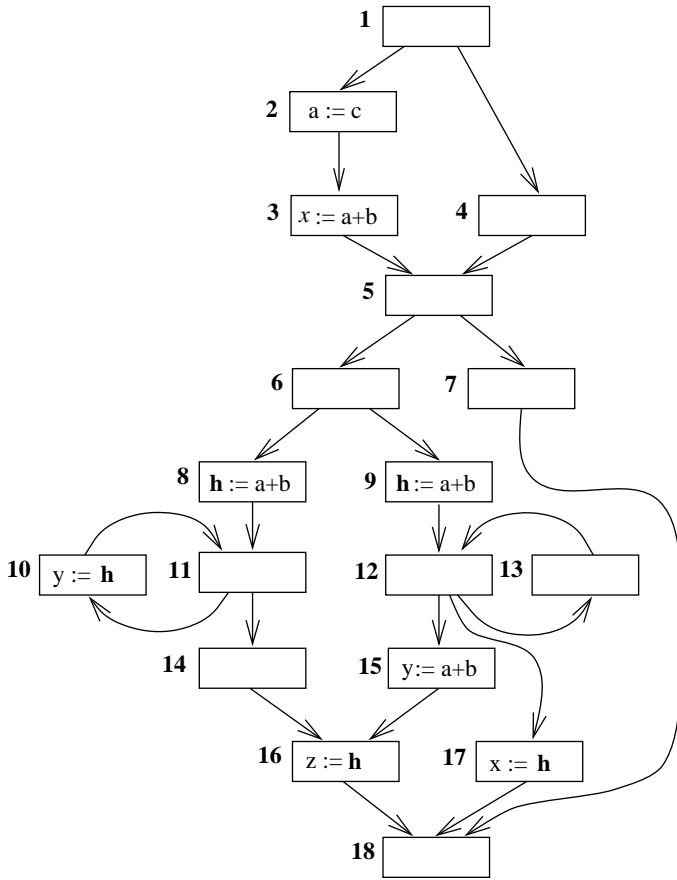 1
2 a := c
3 x := a+b 4
5
6 7
8 h := a+b 9 h := a+b
10 y := h 11 12 13
14 15 y:= a+b
16 z := h 17 x := h
18